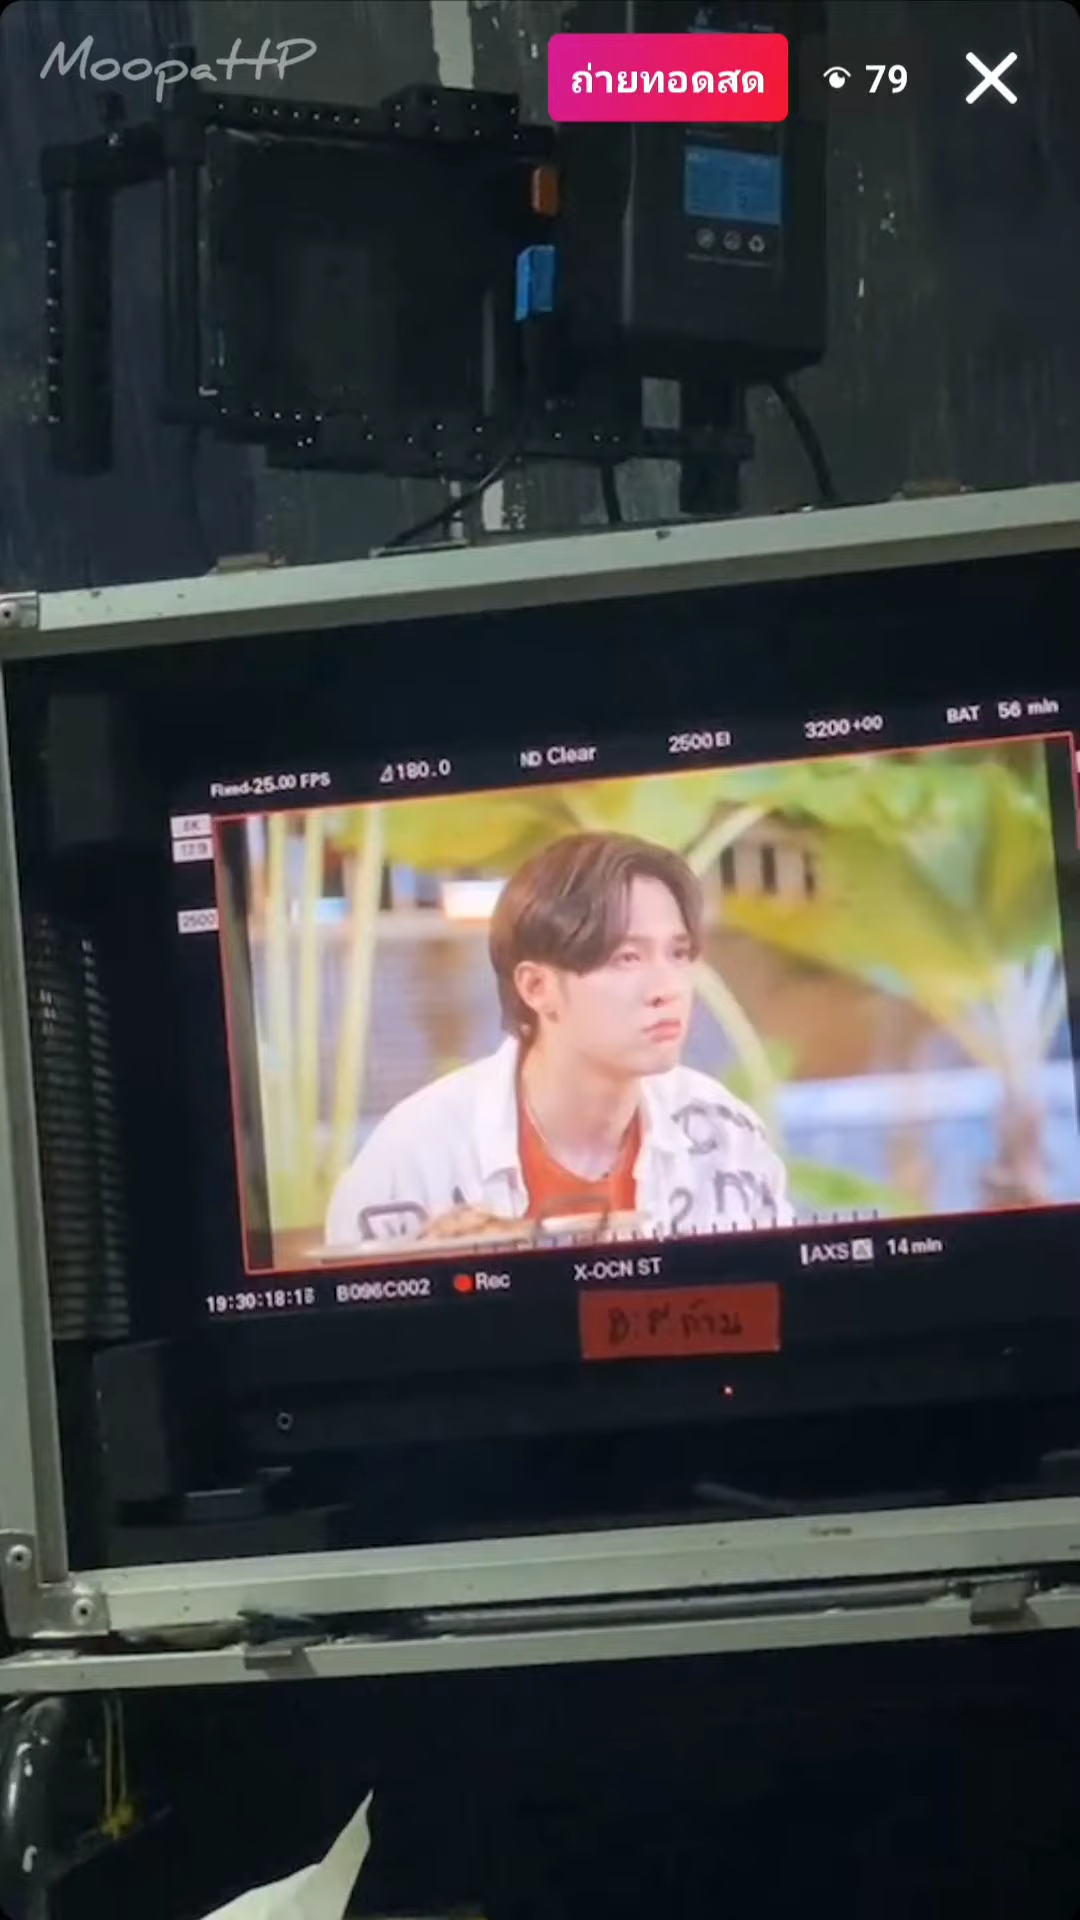 MoopaHP
ถ่ายทอดสด 79
Fixed-25.00 FPS ⊿180.0 ND Clear 2500 EI 3200+00 BAT 56 min
2500
19:30:18:18 B096C002 Rec X-OCN ST AXS A 14 min